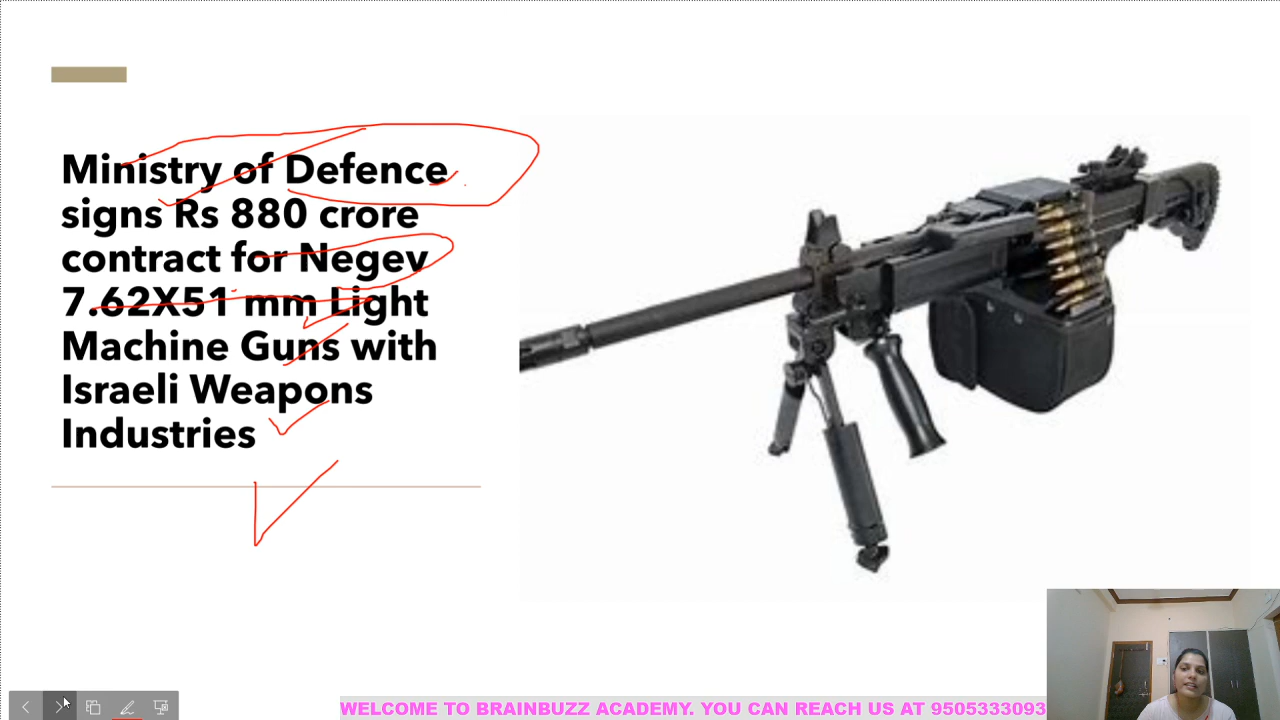 Ministry of Defence
signs Rs 880 crore
contract for Negev
7.62X51 mm Light
Machine Guns with
Israeli Weapons
Industries
WELCOME TO BRAINBUZZ ACADEMY. YOU CAN REACH US AT 9505333093